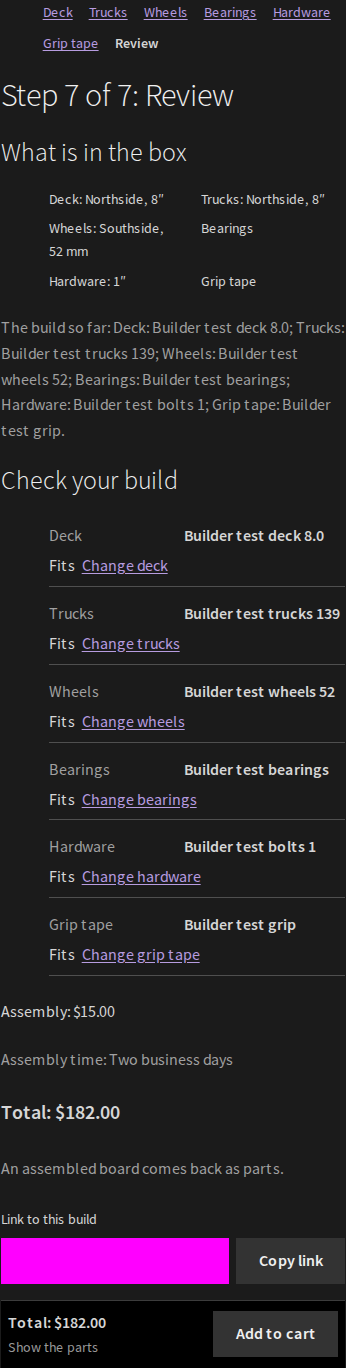 Deck Trucks Wheels Bearings Hardware
Grip tape Review
Step 7 of 7: Review
What is in the box
Deck: Northside, 8″ Trucks: Northside, 8″
Wheels: Southside, Bearings
52 mm
Hardware: 1″ Grip tape
The build so far: Deck: Builder test deck 8.0; Trucks:
Builder test trucks 139; Wheels: Builder test
wheels 52; Bearings: Builder test bearings;
Hardware: Builder test bolts 1; Grip tape: Builder
test grip.
Check your build
Deck Builder test deck 8.0
Fits Change deck
Trucks Builder test trucks 139
Fits Change trucks
Wheels Builder test wheels 52
Fits Change wheels
Bearings Builder test bearings
Fits Change bearings
Hardware Builder test bolts 1
Fits Change hardware
Grip tape Builder test grip
Fits Change grip tape
Assembly: $15.00
Assembly time: Two business days
Total: $182.00
An assembled board comes back as parts.
Link to this build
Copy link
Total: $182.00
Show the parts
Add to cart